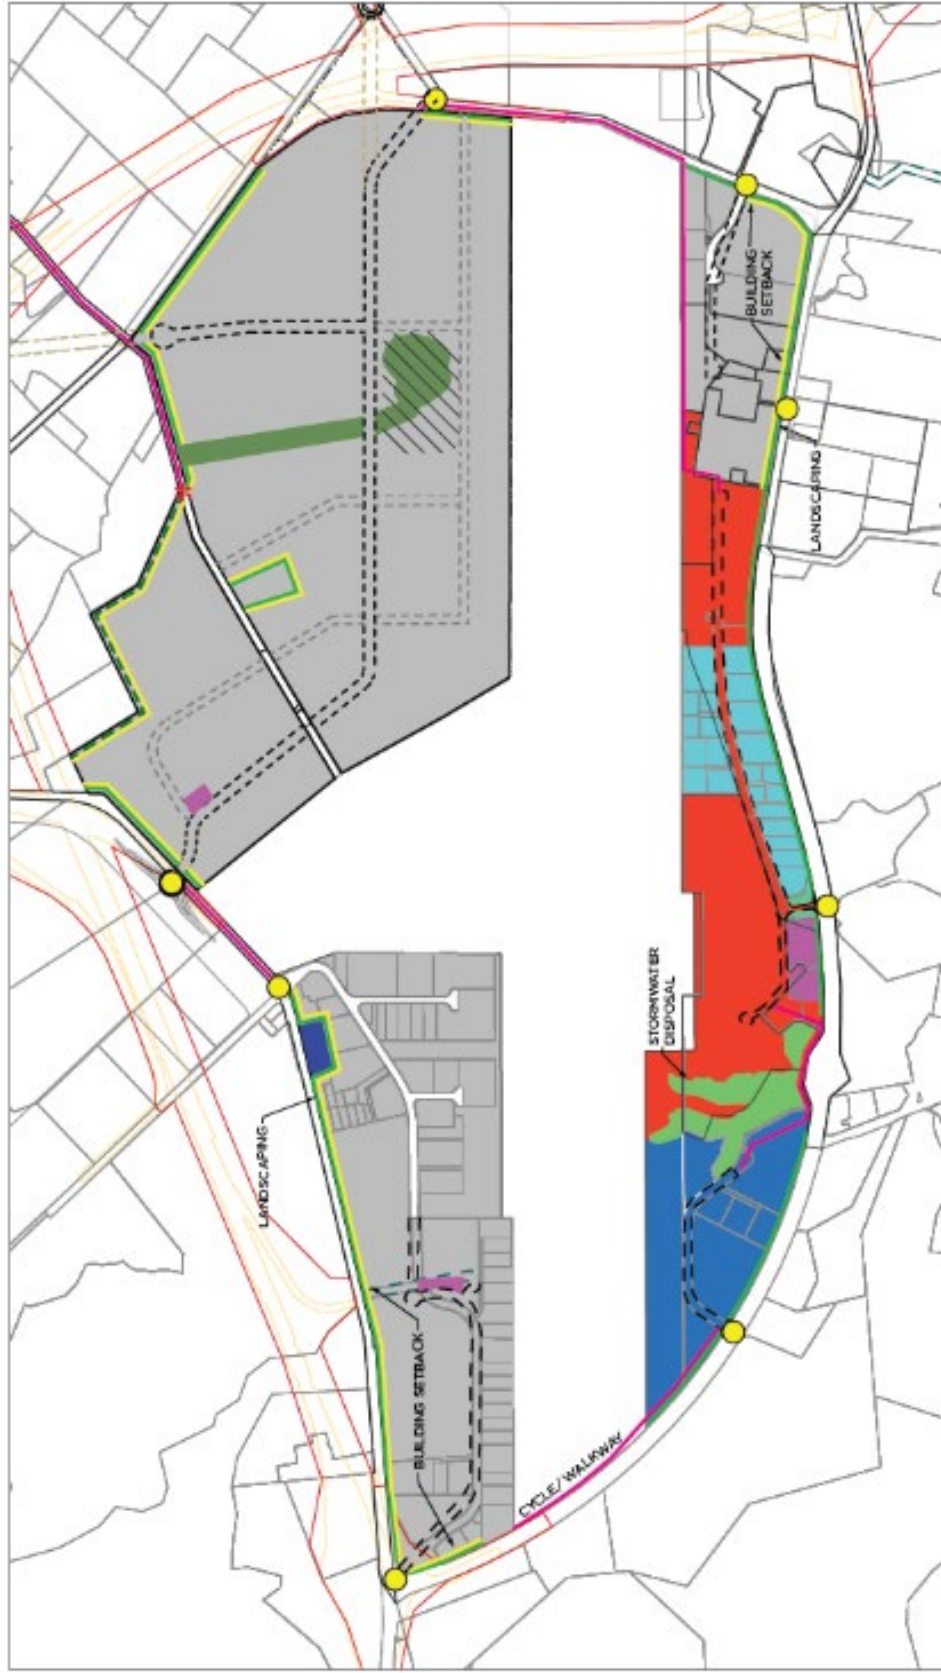 BUILDING
SETBACK
LANDSCAPING
STORMWATER
DISPOSAL
LANDSCAPING
BUILDING SETBACK
CYCLE/ WALKWAY